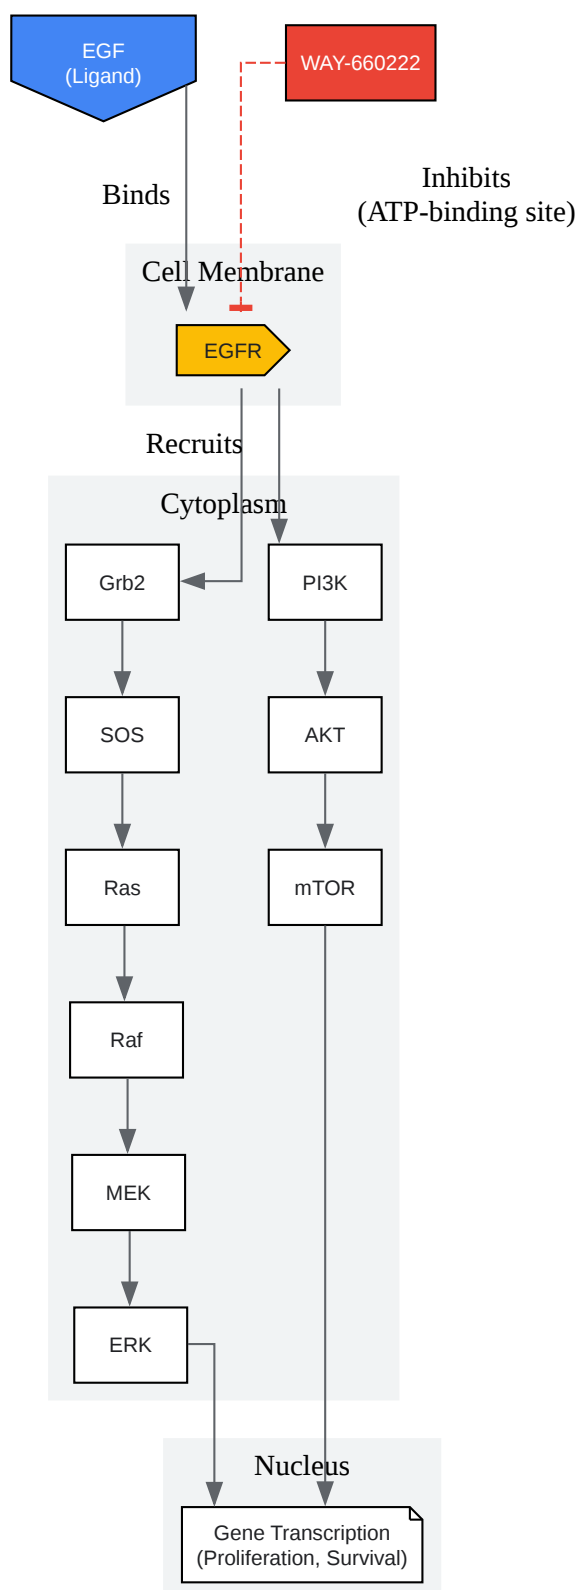 EGF
(Ligand)
WAY-660222
Binds
Inhibits
(ATP-binding site)
Cell Membrane
EGFR
Recruits
Cytoplasm
Grb2
PI3K
SOS
AKT
Ras
mTOR
Raf
MEK
ERK
Nucleus
Gene Transcription
(Proliferation, Survival)